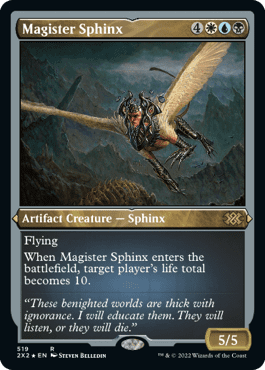 Magister Sphinx 4
Artifact Creature — Sphinx
Flying
When Magister Sphinx enters the
battlefield, target player's life total
becomes 10.
“These benighted worlds are thick with
ignorance. I will educate them. They will
listen, or they will die.”
5/5
519 R
2X2 ★ EN Steven Belledin
™ & © 2022 Wizards of the Coast